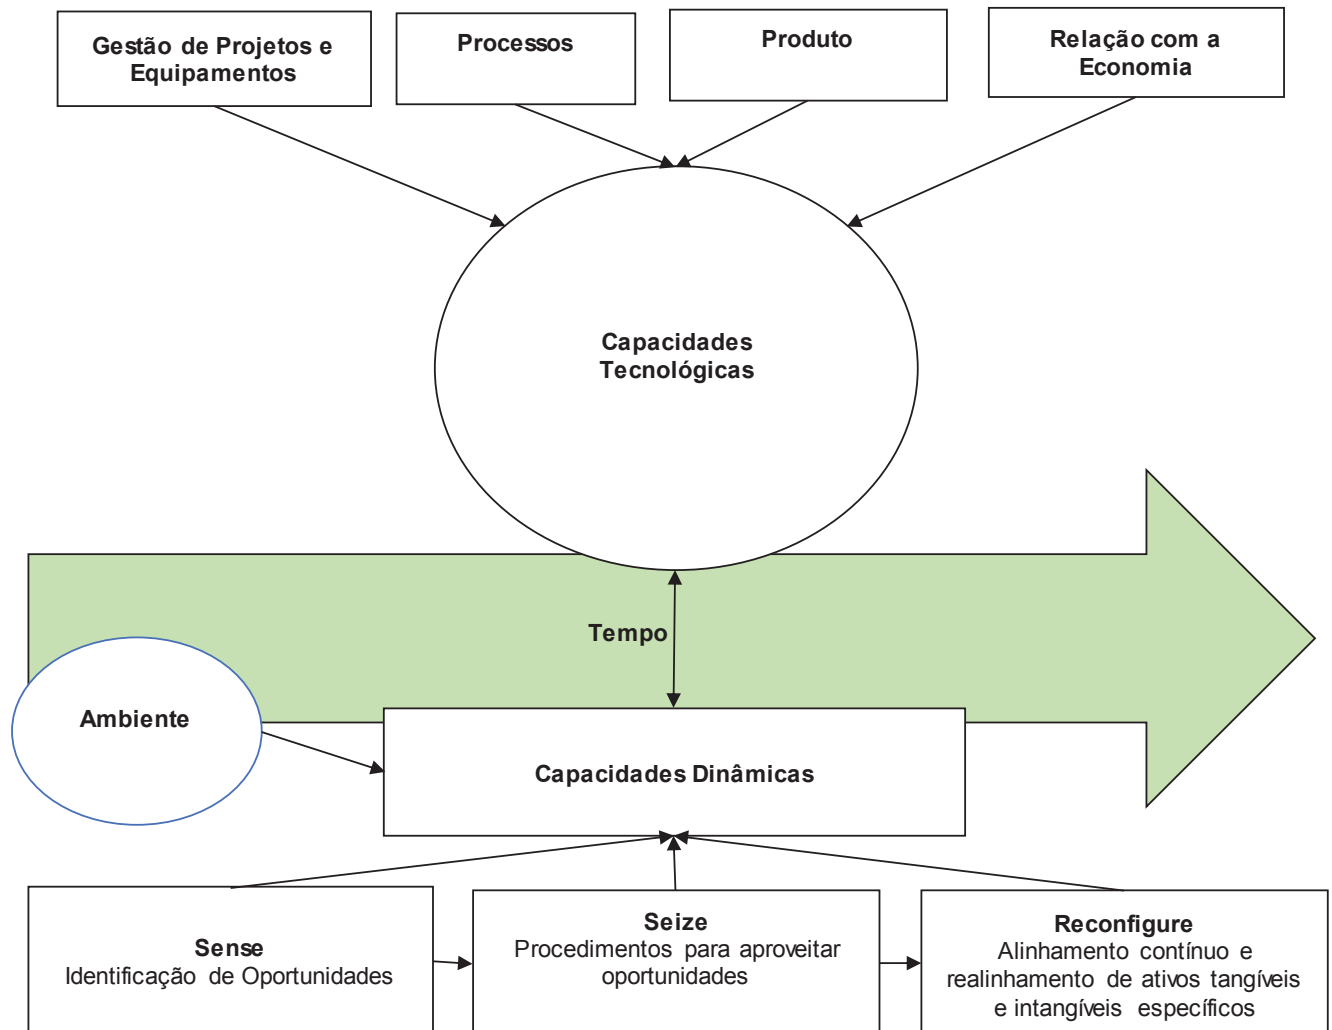 Gestão de Projetos e
Equipamentos
Processos
Produto
Relação com a
Economia
Capacidades
Tecnológicas
Tempo
Ambiente
Capacidades Dinâmicas
Sense
Identificação de Oportunidades
Seize
Procedimentos para aproveitar
oportunidades
Reconfigure
Alinhamento contínuo e
realinhamento de ativos tangíveis
e intangíveis específicos